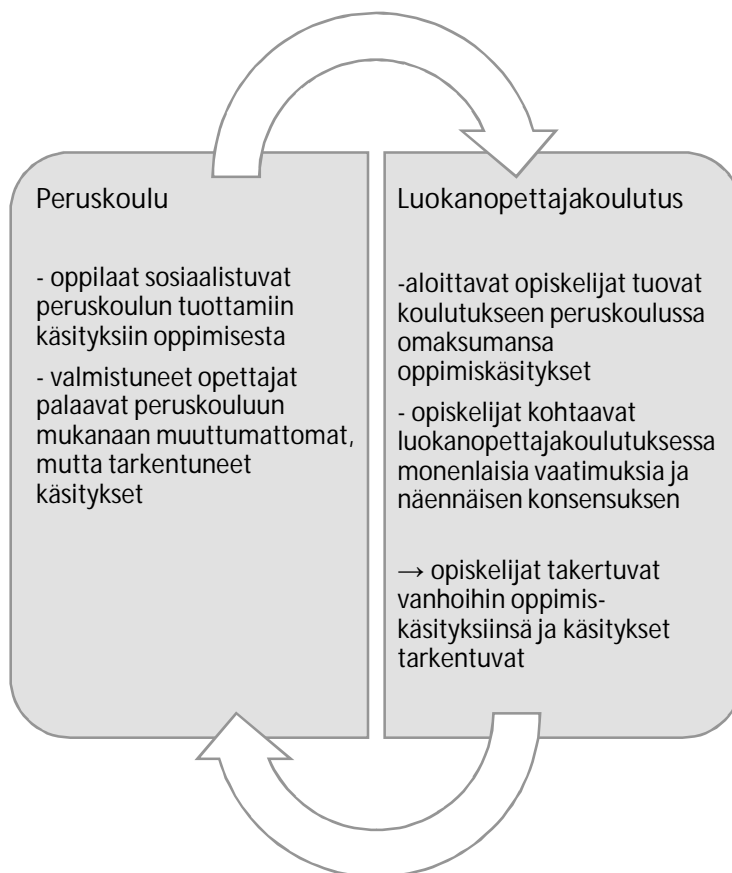 Peruskoulu
- oppilaat sosiaalistuvat
peruskoulun tuottamiin
käsityksiin oppimisesta
- valmistuneet opettajat
palaavat peruskouluun
mukanaan muuttumattomat,
mutta tarkentuneet
käsitykset
Luokanopettajakoulutus
-aloittavat opiskelijat tuovat
koulutukseen peruskoulussa
omaksumansa
oppimiskäsitykset
- opiskelijat kohtaavat
luokanopettajakoulutuksessa
monenlaisia vaatimuksia ja
näennäisen konsensuksen
→ opiskelijat takertuvat
vanhoihin oppimis-
käsityksiinsä ja käsitykset
tarkentuvat